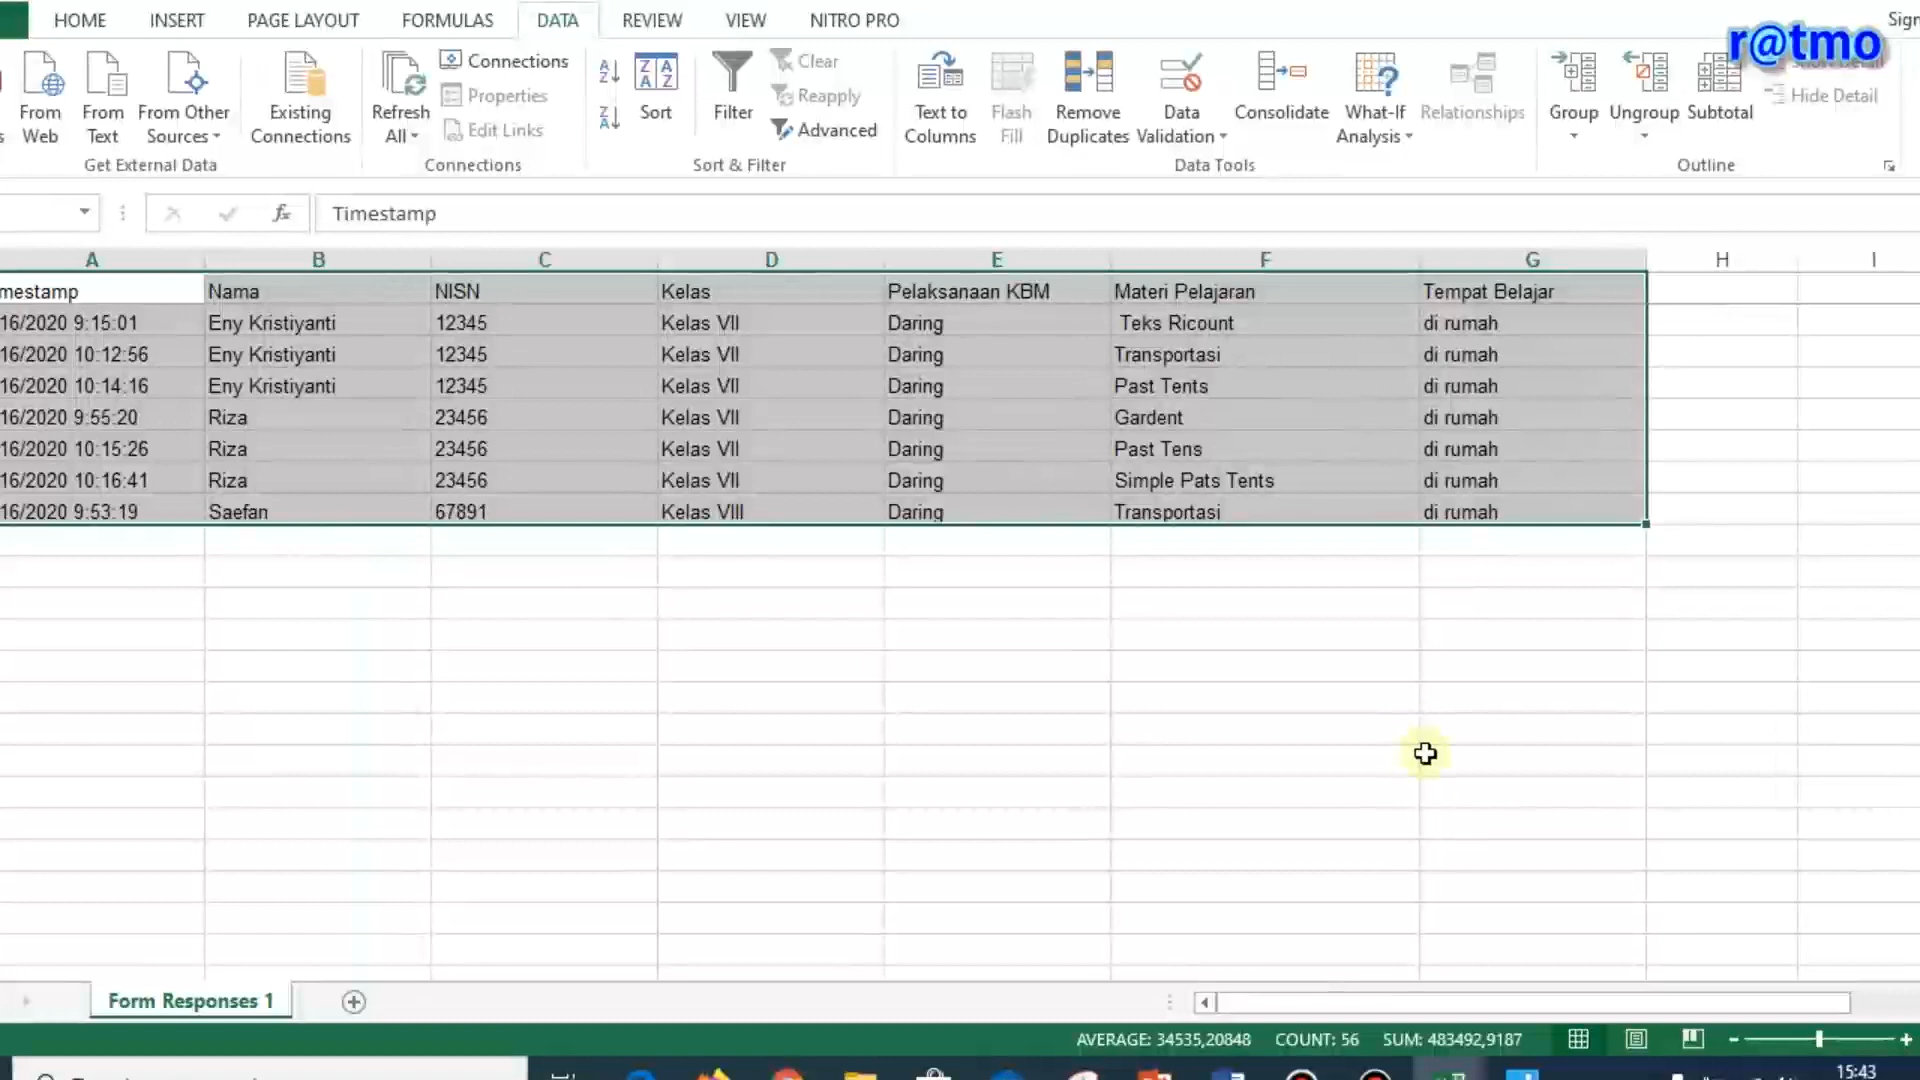 HOME INSERT PAGE LAYOUT FORMULAS DATA REVIEW VIEW NITRO PRO Sign
r@tmo
From Web
From Text
From Other Sources
Get External Data
Existing Connections
Refresh All
Connections
Properties
Edit Links
Connections
Sort
Filter
Clear
Reapply
Advanced
Sort & Filter
Text to Columns
Flash Fill
Remove Duplicates
Data Validation
Consolidate
What-If Analysis
Relationships
Data Tools
Group
Ungroup
Subtotal
Hide Detail
Outline
fx Timestamp
A B C D E F G H I
mestamp Nama NISN Kelas Pelaksanaan KBM Materi Pelajaran Tempat Belajar
16/2020 9:15:01 Eny Kristiyanti 12345 Kelas VII Daring Teks Ricount di rumah
16/2020 10:12:56 Eny Kristiyanti 12345 Kelas VII Daring Transportasi di rumah
16/2020 10:14:16 Eny Kristiyanti 12345 Kelas VII Daring Past Tents di rumah
16/2020 9:55:20 Riza 23456 Kelas VII Daring Gardent di rumah
16/2020 10:15:26 Riza 23456 Kelas VII Daring Past Tens di rumah
16/2020 10:16:41 Riza 23456 Kelas VII Daring Simple Pats Tents di rumah
16/2020 9:53:19 Saefan 67891 Kelas VIII Daring Transportasi di rumah
Form Responses 1
AVERAGE: 34535,20848 COUNT: 56 SUM: 483492,9187
15:43